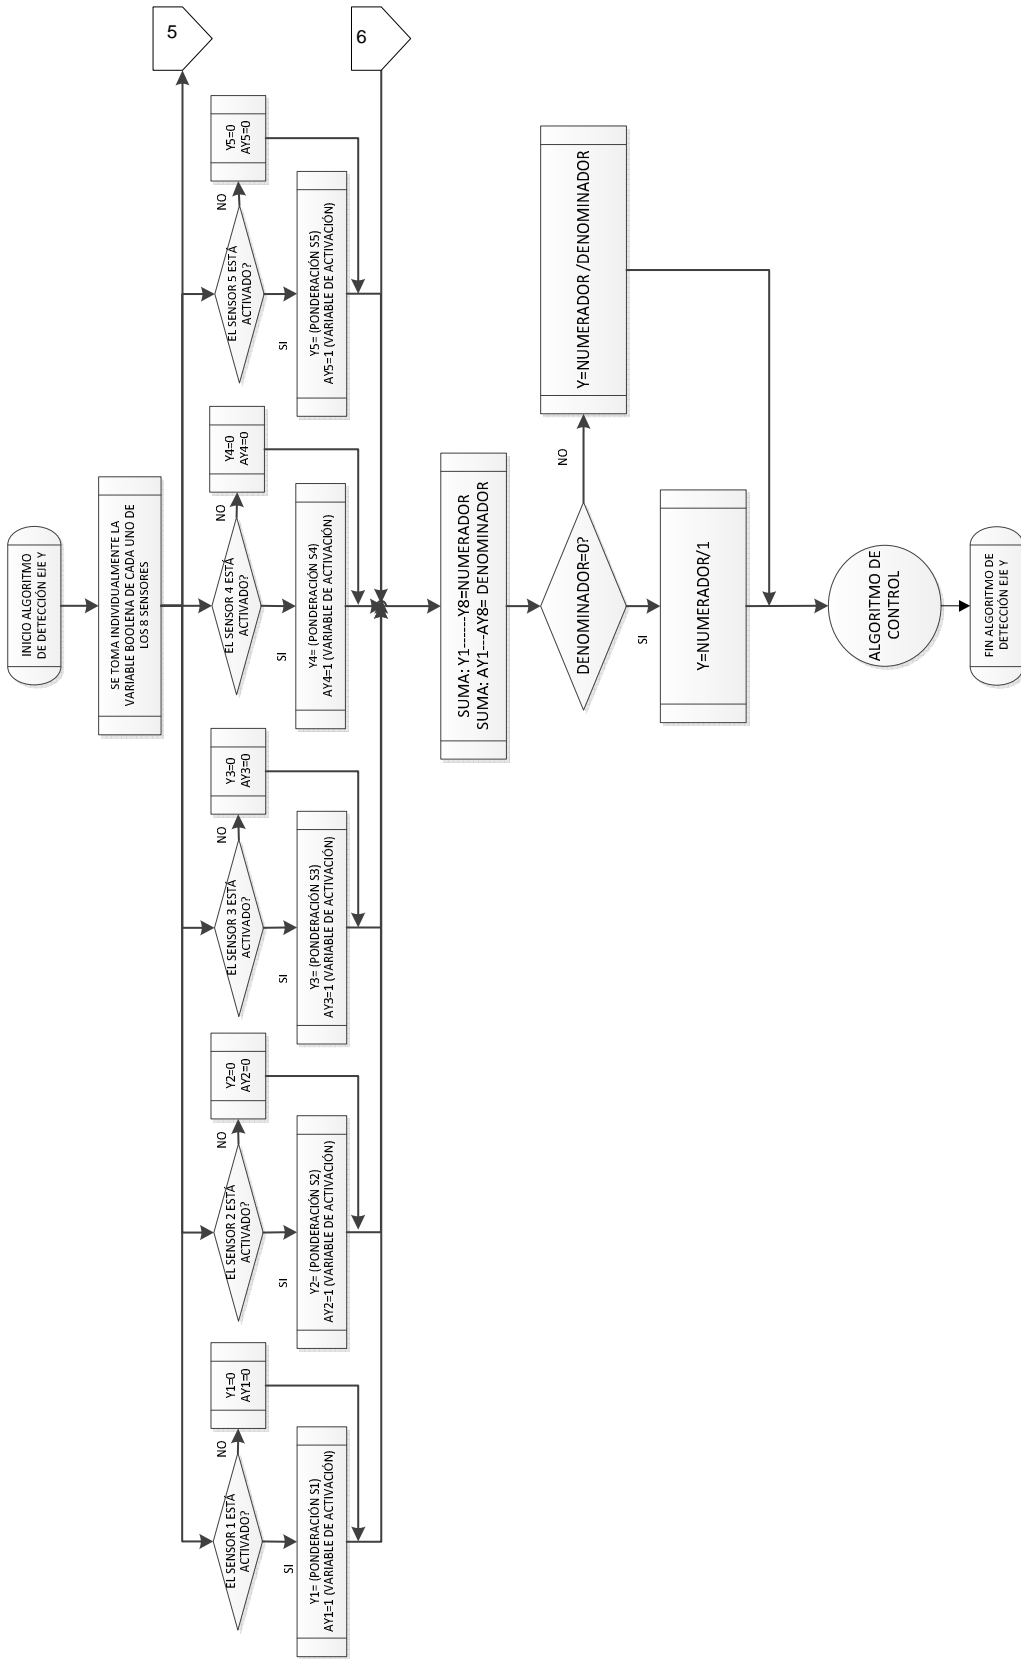 INICIO ALGORITMO
DE DETECCIÓN EJE Y
SE TOMA INDIVIDUALMENTE LA
VARIABLE BOOLENA DE CADA UNO DE
LOS 8 SENSORES
5
EL SENSOR 1 ESTÁ
ACTIVADO?
NO
Y1=0
AY1=0
SI
Y1= (PONDERACIÓN S1)
AY1=1 (VARIABLE DE ACTIVACIÓN)
EL SENSOR 2 ESTÁ
ACTIVADO?
NO
Y2=0
AY2=0
SI
Y2= (PONDERACIÓN S2)
AY2=1 (VARIABLE DE ACTIVACIÓN)
EL SENSOR 3 ESTÁ
ACTIVADO?
NO
Y3=0
AY3=0
SI
Y3= (PONDERACIÓN S3)
AY3=1 (VARIABLE DE ACTIVACIÓN)
EL SENSOR 4 ESTÁ
ACTIVADO?
NO
Y4=0
AY4=0
SI
Y4= (PONDERACIÓN S4)
AY4=1 (VARIABLE DE ACTIVACIÓN)
EL SENSOR 5 ESTÁ
ACTIVADO?
NO
Y5=0
AY5=0
SI
Y5= (PONDERACIÓN S5)
AY5=1 (VARIABLE DE ACTIVACIÓN)
6
SUMA: Y1-----Y8=NUMERADOR
SUMA: AY1---AY8= DENOMINADOR
DENOMINADOR=0?
NO
Y=NUMERADOR /DENOMINADOR
SI
Y=NUMERADOR/1
ALGORITMO DE
CONTROL
FIN ALGORITMO DE
DETECCIÓN EJE Y